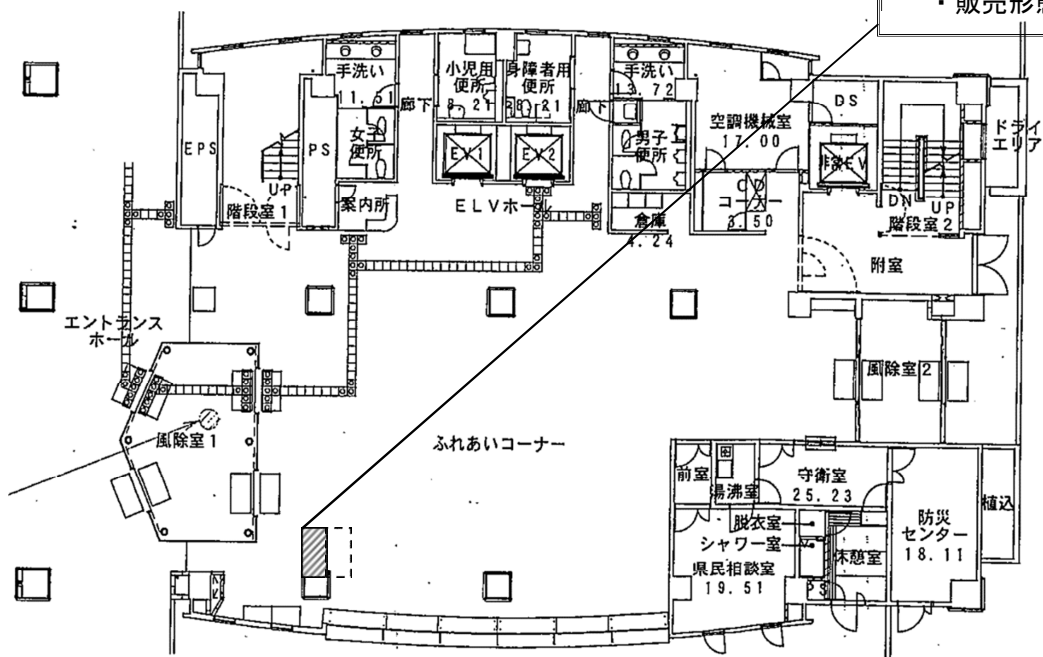 ・販売形態
手洗い
11.51
廊下
小児用
便所
8.21
身障者用
便所
8.21
廊下
手洗い
13.72
空調機械室
17.00
DS
ドライ
エリア
EPS
UP
階段室1
PS
女子
便所
案内所
EV1
EV2
ELVホール
男子
便所
倉庫
4.24
CD
コーナー
3.50
非常EV
DN
UP
階段室2
附室
エントランス
ホール
風除室1
風除室2
ふれあいコーナー
前室
湯沸室
守衛室
25.23
脱衣室
シャワー室
県民相談室
19.51
PS
休憩室
防災
センター
18.11
植込